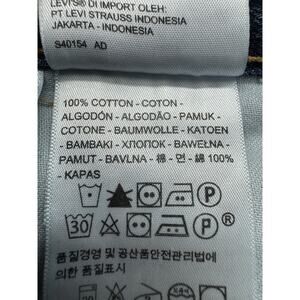 LEVI'S® DI IMPORT OLEH:
PT LEVI STRAUSS INDONESIA
JAKARTA - INDONESIA
S40154 AD
100% COTTON - COTON -
ALGODÓN - ALGODÃO - PAMUK -
COTONE - BAUMWOLLE - KATOEN
- BAMBAKI - ХЛОПОК - BAWEŁNA -
PAMUT - BAVLNA - 棉 - 면 - 綿 100%
- KAPAS
P
30 P ®
품질경영 및 공산품안전관리법에
의한 품질표시